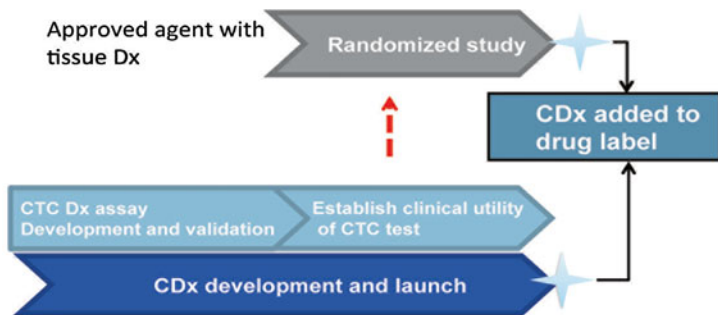 Approved agent with
tissue Dx
Randomized study
CDx added to
drug label
CTC Dx assay
Development and validation
Establish clinical utility
of CTC test
CDx development and launch